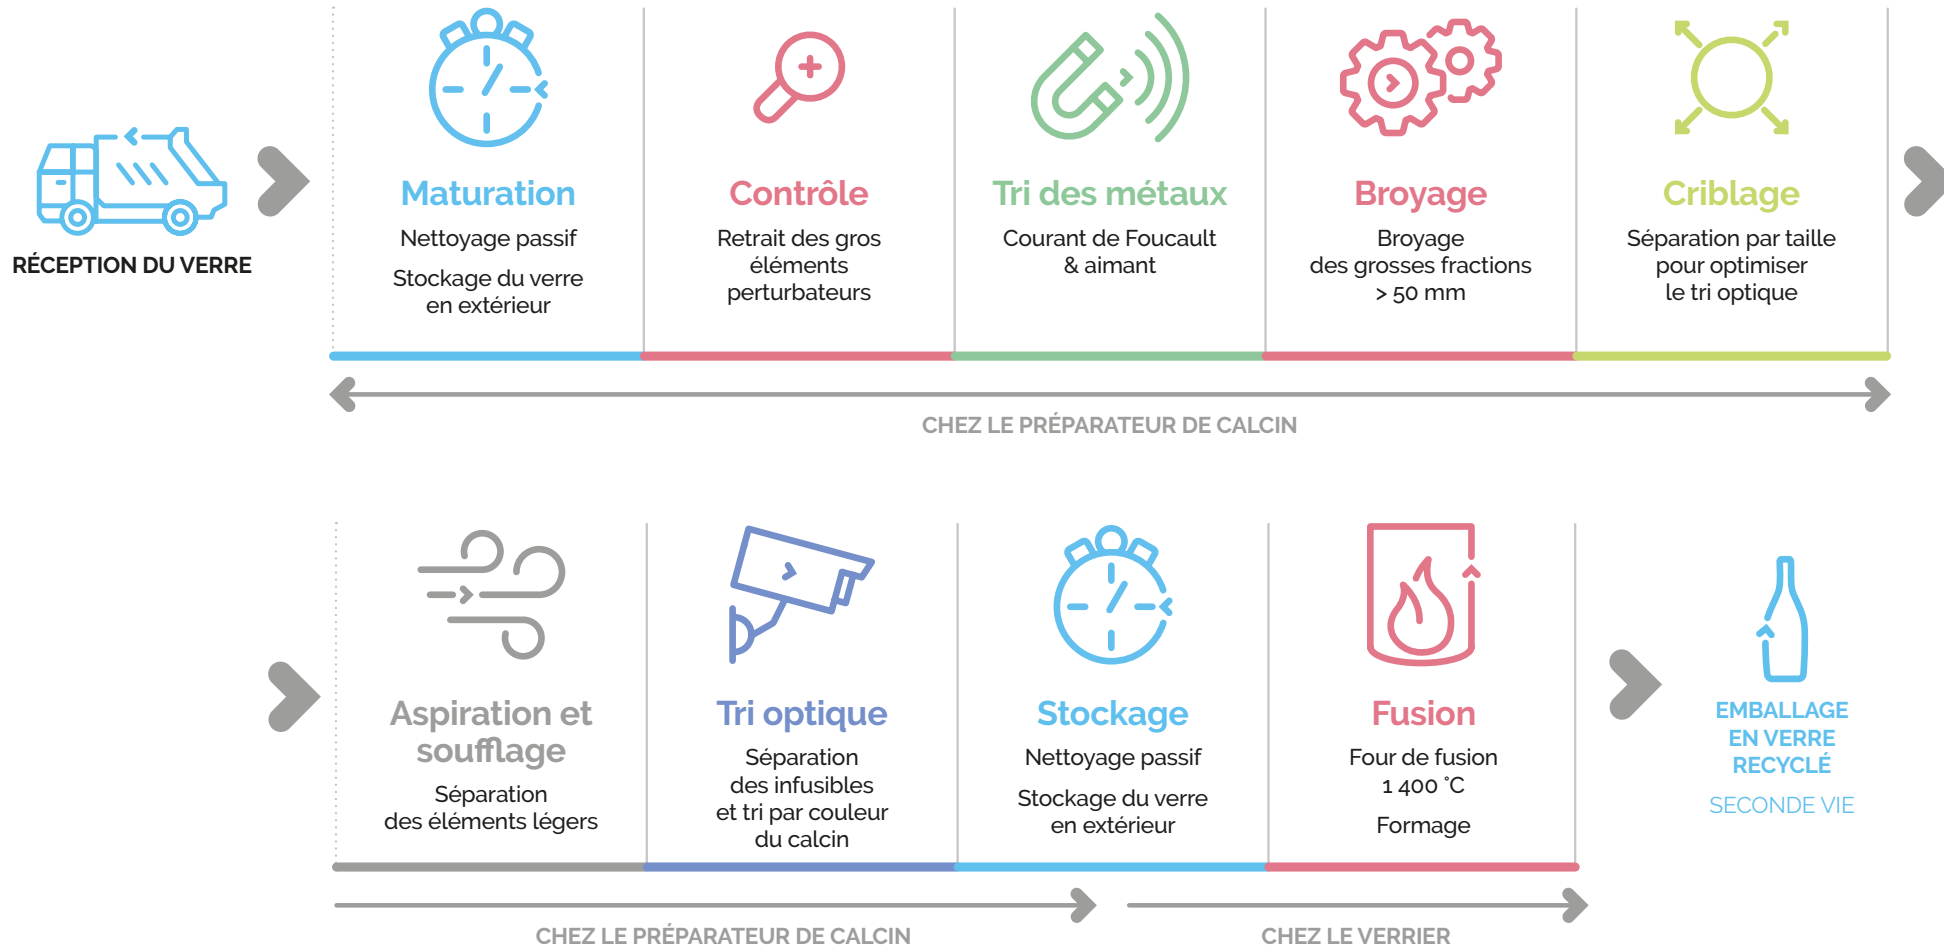 RÉCEPTION DU VERRE
Maturation
Nettoyage passif
Stockage du verre
en extérieur
Contrôle
Retrait des gros
éléments
perturbateurs
Tri des métaux
Courant de Foucault
& aimant
Broyage
Broyage
des grosses fractions
> 50 mm
Criblage
Séparation par taille
pour optimiser
le tri optique
CHEZ LE PRÉPARATEUR DE CALCIN
Aspiration et
soufflage
Séparation
des éléments légers
Tri optique
Séparation
des infusibles
et tri par couleur
du calcin
Stockage
Nettoyage passif
Stockage du verre
en extérieur
Fusion
Four de fusion
1 400 °C
Formage
EMBALLAGE
EN VERRE
RECYCLÉ
SECONDE VIE
CHEZ LE PRÉPARATEUR DE CALCIN
CHEZ LE VERRIER